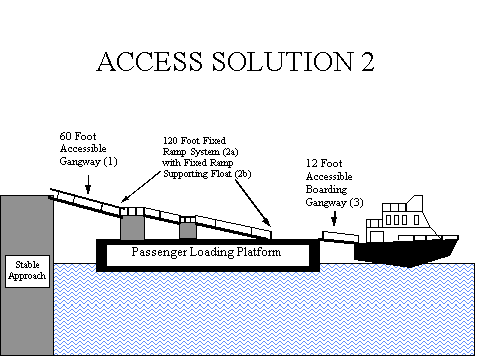 ACCESS SOLUTION 2
60 Foot
Accessible
Gangway (1)
120 Foot Fixed
Ramp System (2a)
with Fixed Ramp
Supporting Float (2b)
12 Foot
Accessible
Boarding
Gangway (3)
Passenger Loading Platform
Stable
Approach